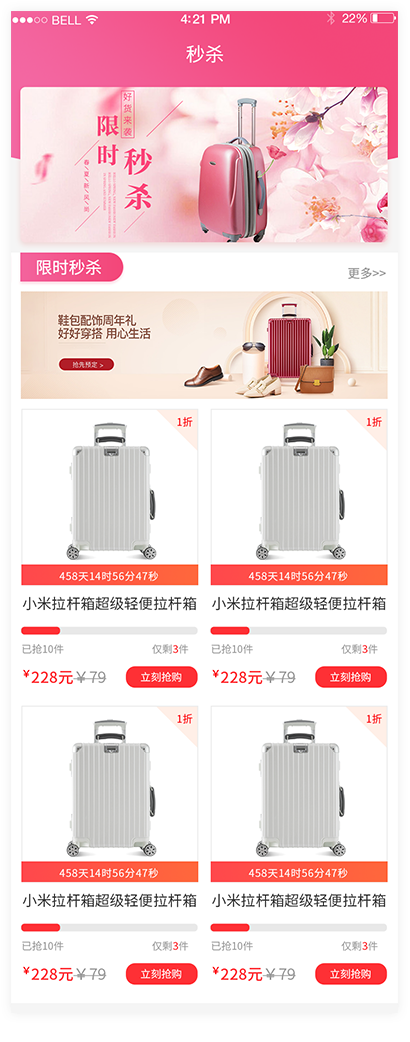 BELL
4:21 PM
22%
秒杀
好货来袭
限时
秒杀
春／夏／新／风／尚
限时秒杀
更多>>
鞋包配饰周年礼
好好穿搭 用心生活
抢先预定 >
1折
1折
458天14时56分47秒
458天14时56分47秒
小米拉杆箱超级轻便拉杆箱
小米拉杆箱超级轻便拉杆箱
已抢10件
仅剩3件
已抢10件
仅剩3件
¥228元 ¥79
立刻抢购
¥228元 ¥79
立刻抢购
1折
1折
458天14时56分47秒
458天14时56分47秒
小米拉杆箱超级轻便拉杆箱
小米拉杆箱超级轻便拉杆箱
已抢10件
仅剩3件
已抢10件
仅剩3件
¥228元 ¥79
立刻抢购
¥228元 ¥79
立刻抢购